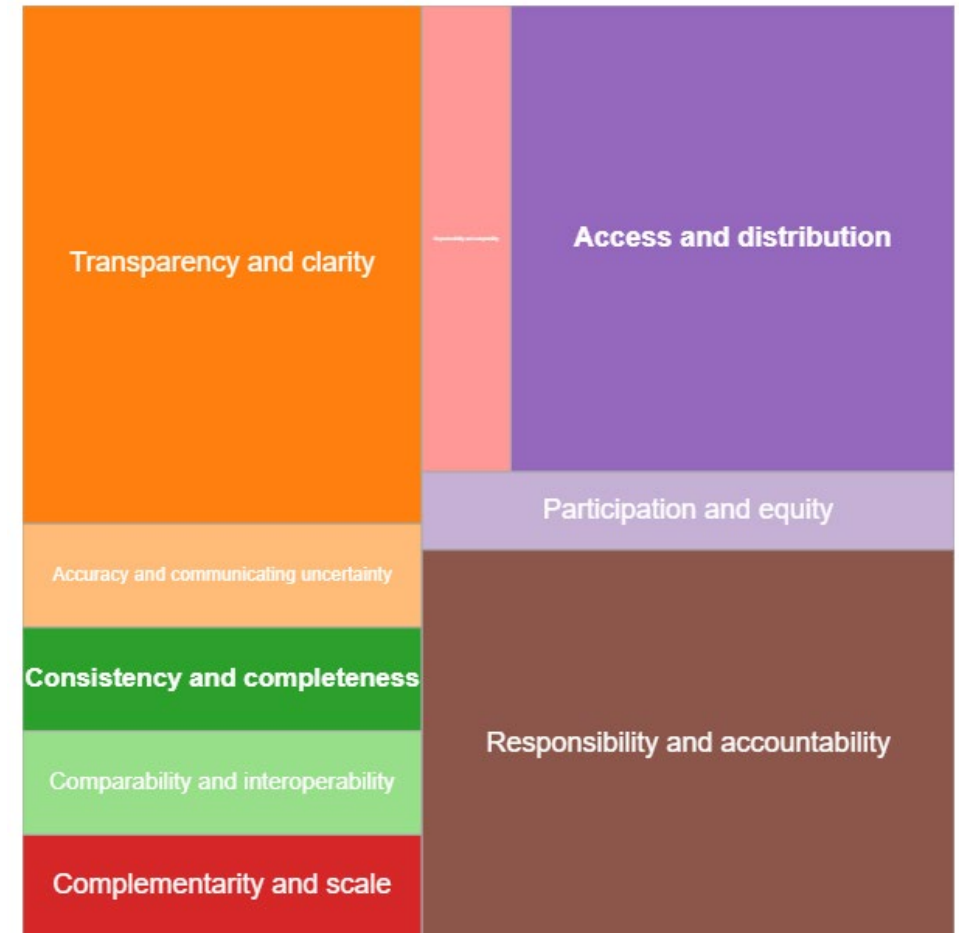 Transparency and clarity
Accuracy and communicating uncertainty
Consistency and completeness
Comparability and interoperability
Complementarity and scale
Access and distribution
Participation and equity
Responsibility and accountability